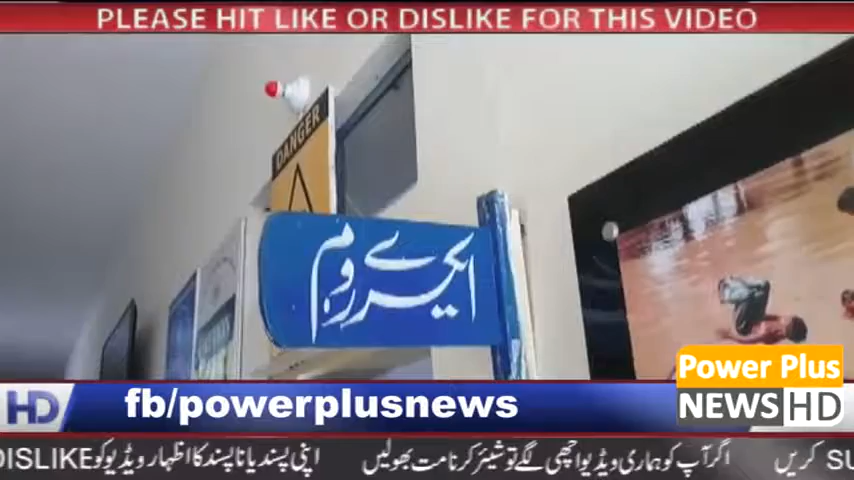 PLEASE HIT LIKE OR DISLIKE FOR THIS VIDEO
DANGER
ایکسرے روم
Power Plus
NEWS HD
HD
fb/powerplusnews
اپنی پسند یا ناپسند کا اظہار ویڈیو کو DISLIKE
اگر آپ کو ہماری ویڈیو اچھی لگے تو شیئر کرنا مت بھولیں
کریں SU